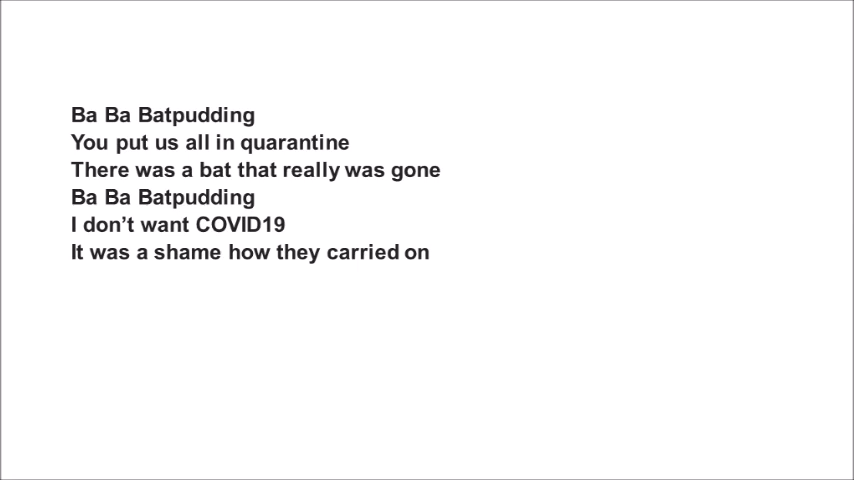 Ba Ba Batpudding
You put us all in quarantine
There was a bat that really was gone
Ba Ba Batpudding
I don’t want COVID19
It was a shame how they carried on